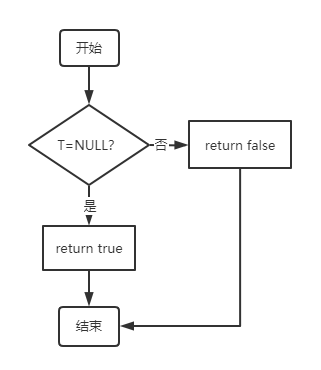 开始
T=NULL?
否
return false
是
return true
结束